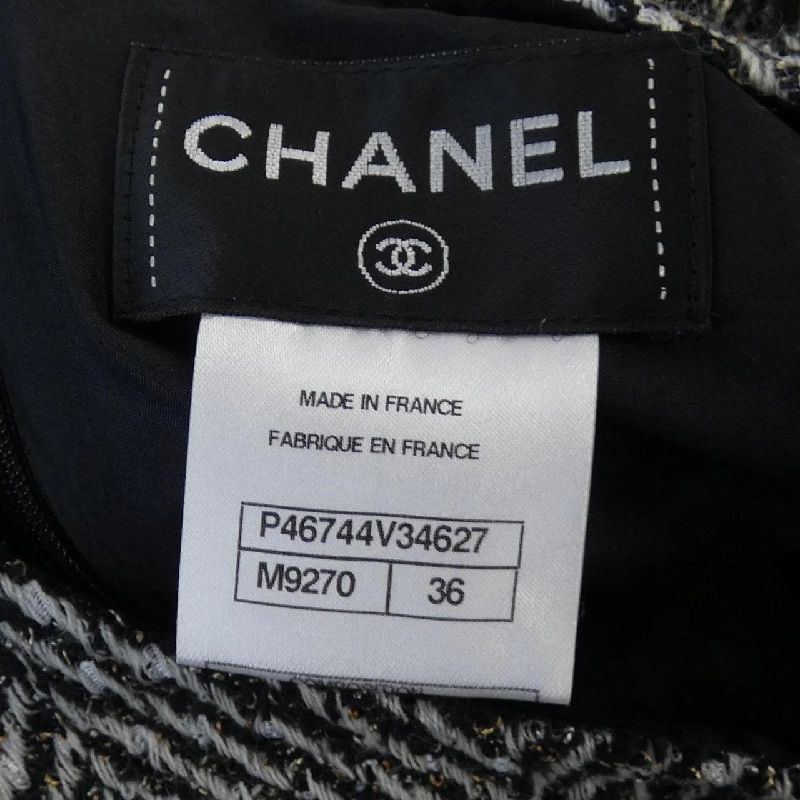 CHANEL
MADE IN FRANCE
FABRIQUE EN FRANCE
P46744V34627
M9270 36